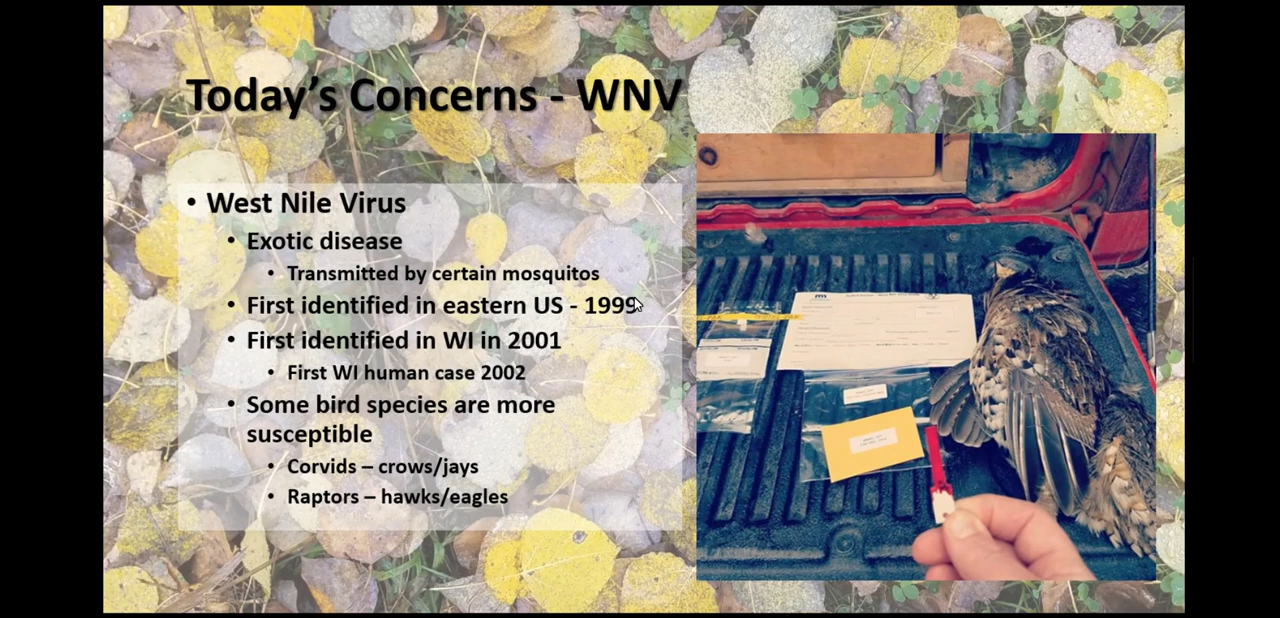 Today's Concerns - WNV
• West Nile Virus
• Exotic disease
• Transmitted by certain mosquitos
• First identified in eastern US - 1999
• First identified in WI in 2001
• First WI human case 2002
• Some bird species are more
susceptible
• Corvids – crows/jays
• Raptors – hawks/eagles